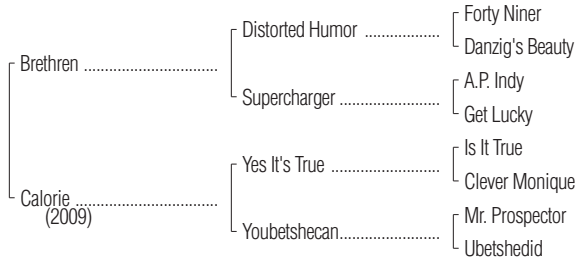 Forty Niner
Distorted Humor ..................
Danzig's Beauty
Brethren ................................
A.P. Indy
Supercharger ........................
Get Lucky
Is It True
Yes It's True ..........................
Clever Monique
Calorie ..................................
(2009)
Mr. Prospector
Youbetshecan........................
Ubetshedid